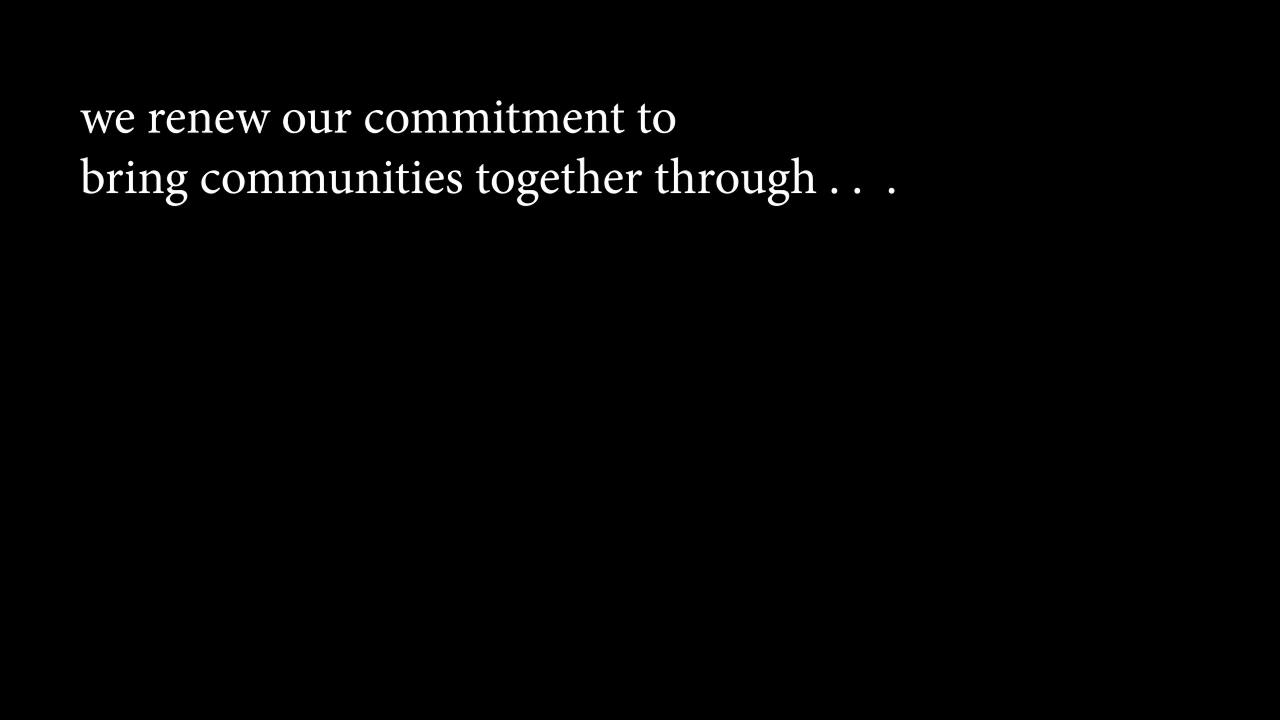 we renew our commitment to
bring communities together through . .  .